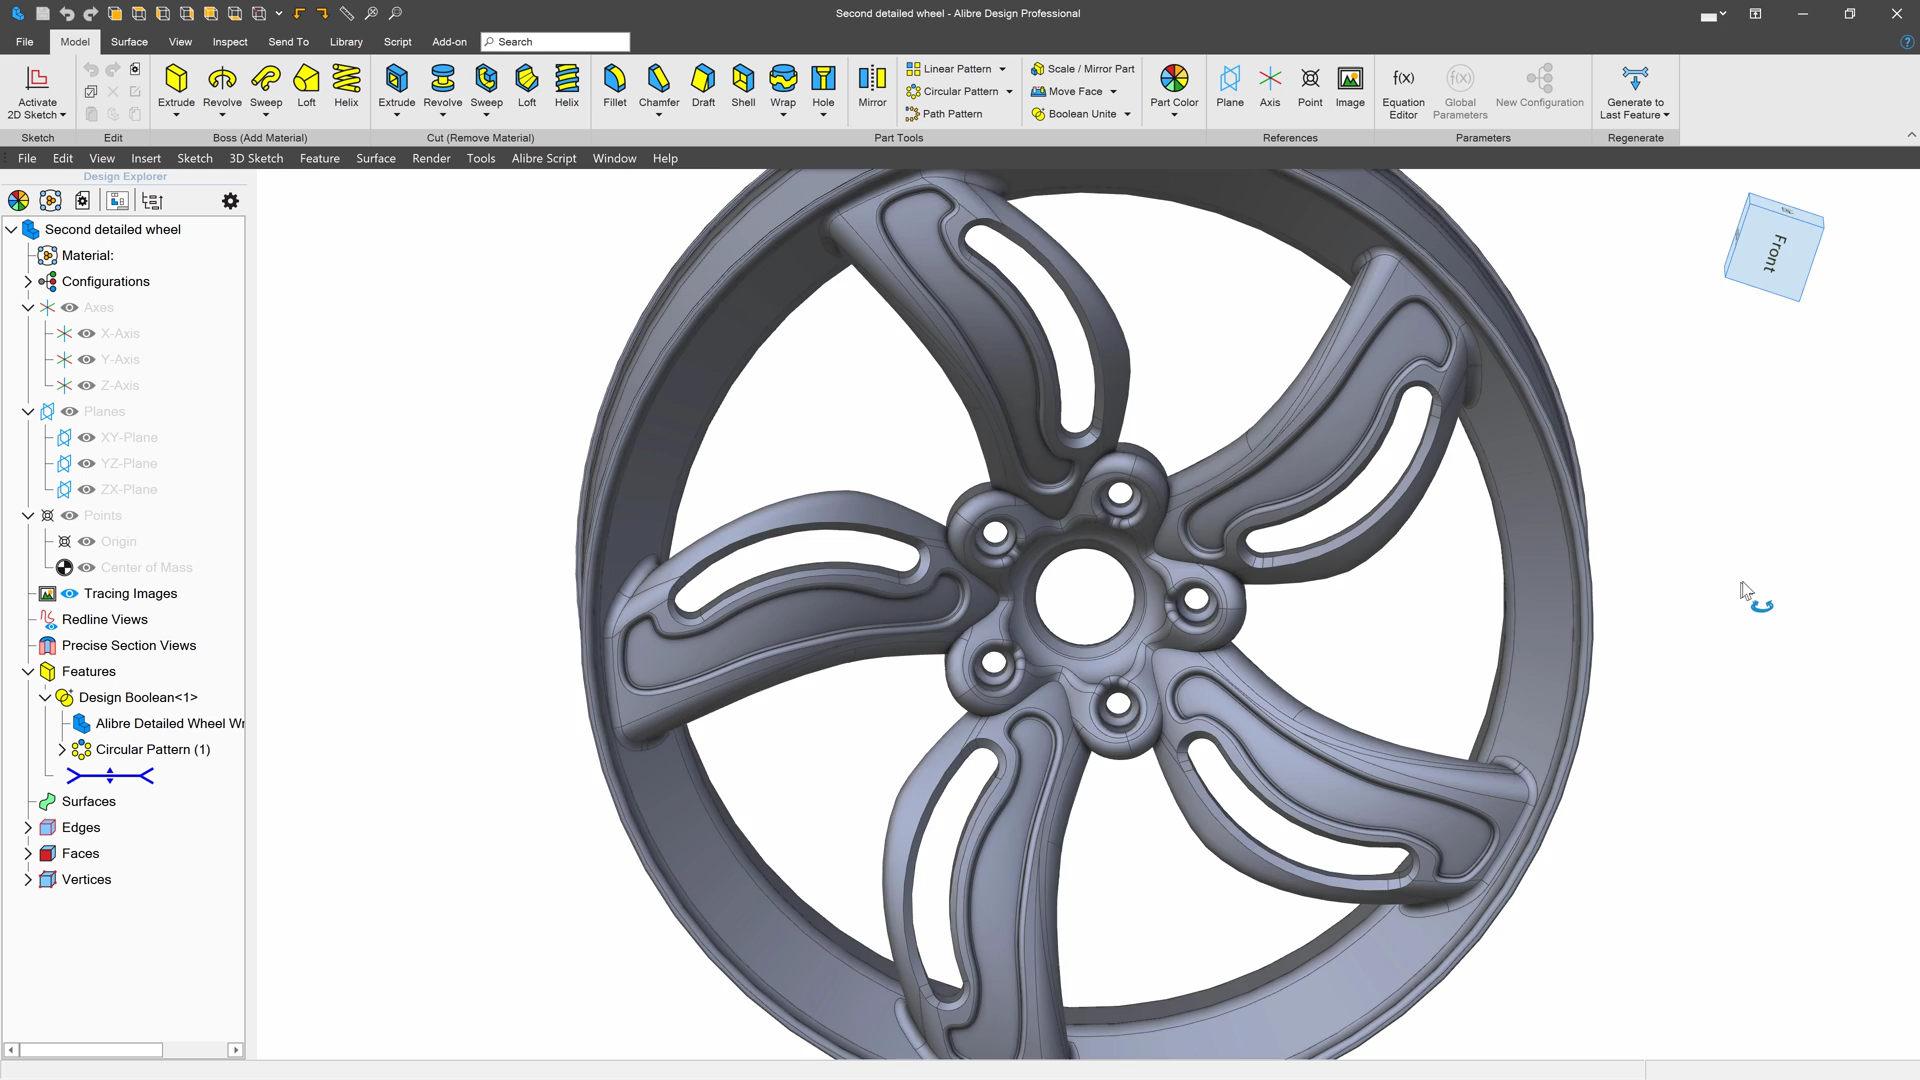 Second detailed wheel - Alibre Design Professional
File Model Surface View Inspect Send To Library Script Add-on Search
Activate
2D Sketch
Extrude Revolve Sweep Loft Helix
Extrude Revolve Sweep Loft Helix
Fillet Chamfer Draft Shell Wrap Hole
Mirror
Linear Pattern
Circular Pattern
Path Pattern
Scale / Mirror Part
Move Face
Boolean Unite
Part Color
Plane Axis Point Image
f(x)
Equation
Editor
f(x)
Global
Parameters
New Configuration
Generate to
Last Feature
Sketch Edit Boss (Add Material) Cut (Remove Material) Part Tools References Parameters Regenerate
File Edit View Insert Sketch 3D Sketch Feature Surface Render Tools Alibre Script Window Help
Design Explorer
Second detailed wheel
Material:
Configurations
Axes
X-Axis
Y-Axis
Z-Axis
Planes
XY-Plane
YZ-Plane
ZX-Plane
Points
Origin
Center of Mass
Tracing Images
Redline Views
Precise Section Views
Features
Design Boolean<1>
Alibre Detailed Wheel Wr
Circular Pattern (1)
Surfaces
Edges
Faces
Vertices
Front